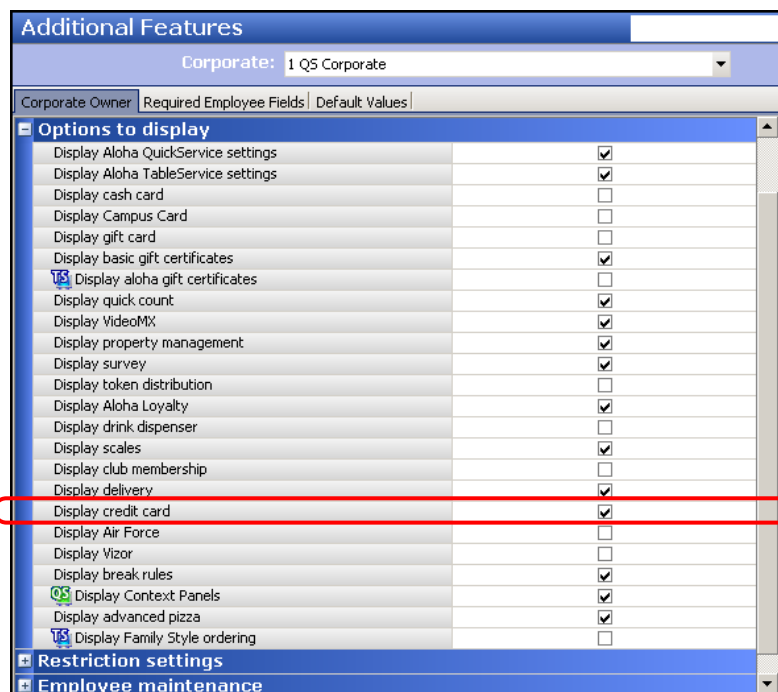 Additional Features
Corporate: 1 QS Corporate
Corporate Owner Required Employee Fields Default Values
Options to display
Display Aloha QuickService settings
Display Aloha TableService settings
Display cash card
Display Campus Card
Display gift card
Display basic gift certificates
TS Display aloha gift certificates
Display quick count
Display VideoMX
Display property management
Display survey
Display token distribution
Display Aloha Loyalty
Display drink dispenser
Display scales
Display club membership
Display delivery
Display credit card
Display Air Force
Display Vizor
Display break rules
QS Display Context Panels
Display advanced pizza
TS Display Family Style ordering
Restriction settings
Employee maintenance